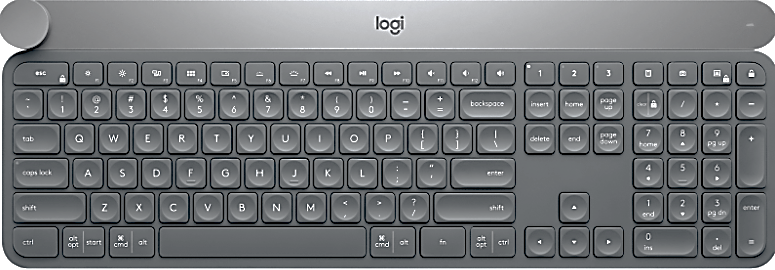 logi
esc F1 F2 F3 F4 F5 F6 F7 F8 F9 F10 F11 F12 1 2 3
~ ` ! 1 @ 2 # 3 $ 4 % 5 ^ 6 & 7 * 8 ( 9 ) 0 _ - + = backspace insert home page up clear / * -
tab Q W E R T Y U I O P { [ } ] | \ delete end page down 7 home 8 9 pg up +
caps lock A S D F G H J K L : ; " ' enter 4 5 6
shift Z X C V B N M < , > . ? / shift 1 end 2 3 pg dn enter
ctrl alt opt start ⌘ cmd alt ⌘ cmd alt fn alt opt ctrl 0 ins . del =